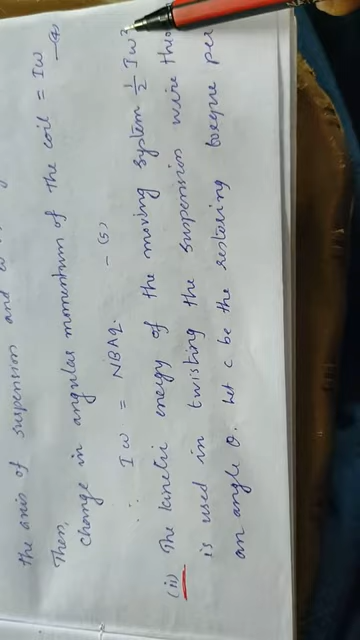 the axis of suspension and ω
Then,
change in angular momentum of the coil = Iω —(4)
∴ Iω = NBAq. —(5)
(ii) The kinetic energy of the moving system 1/2 Iω²
is used in twisting the suspension wire
an angle θ. Let c be the restoring torque